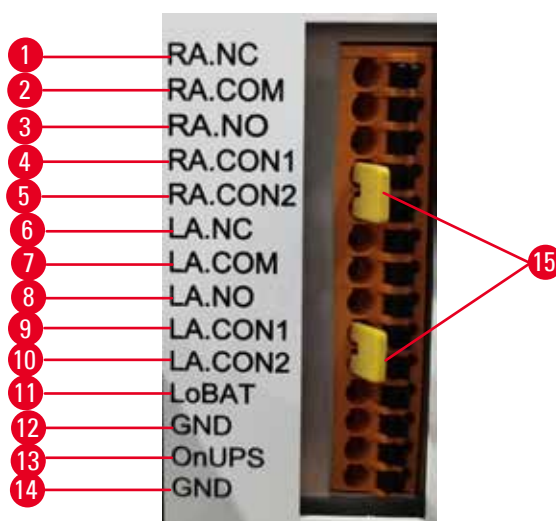 1 RA.NC
2 RA.COM
3 RA.NO
4 RA.CON1
5 RA.CON2
6 LA.NC
7 LA.COM
8 LA.NO
9 LA.CON1
10 LA.CON2
11 LoBAT
12 GND
13 OnUPS
14 GND
15